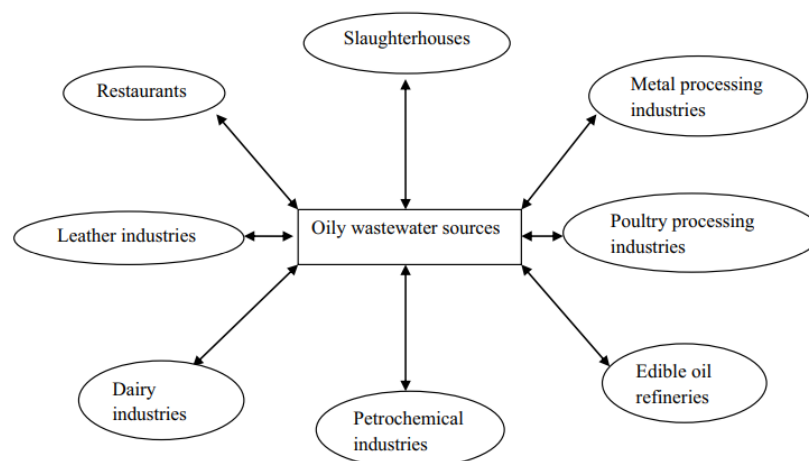 Slaughterhouses
Restaurants
Metal processing
industries
Oily wastewater sources
Leather industries
Poultry processing
industries
Dairy
industries
Petrochemical
industries
Edible oil
refineries